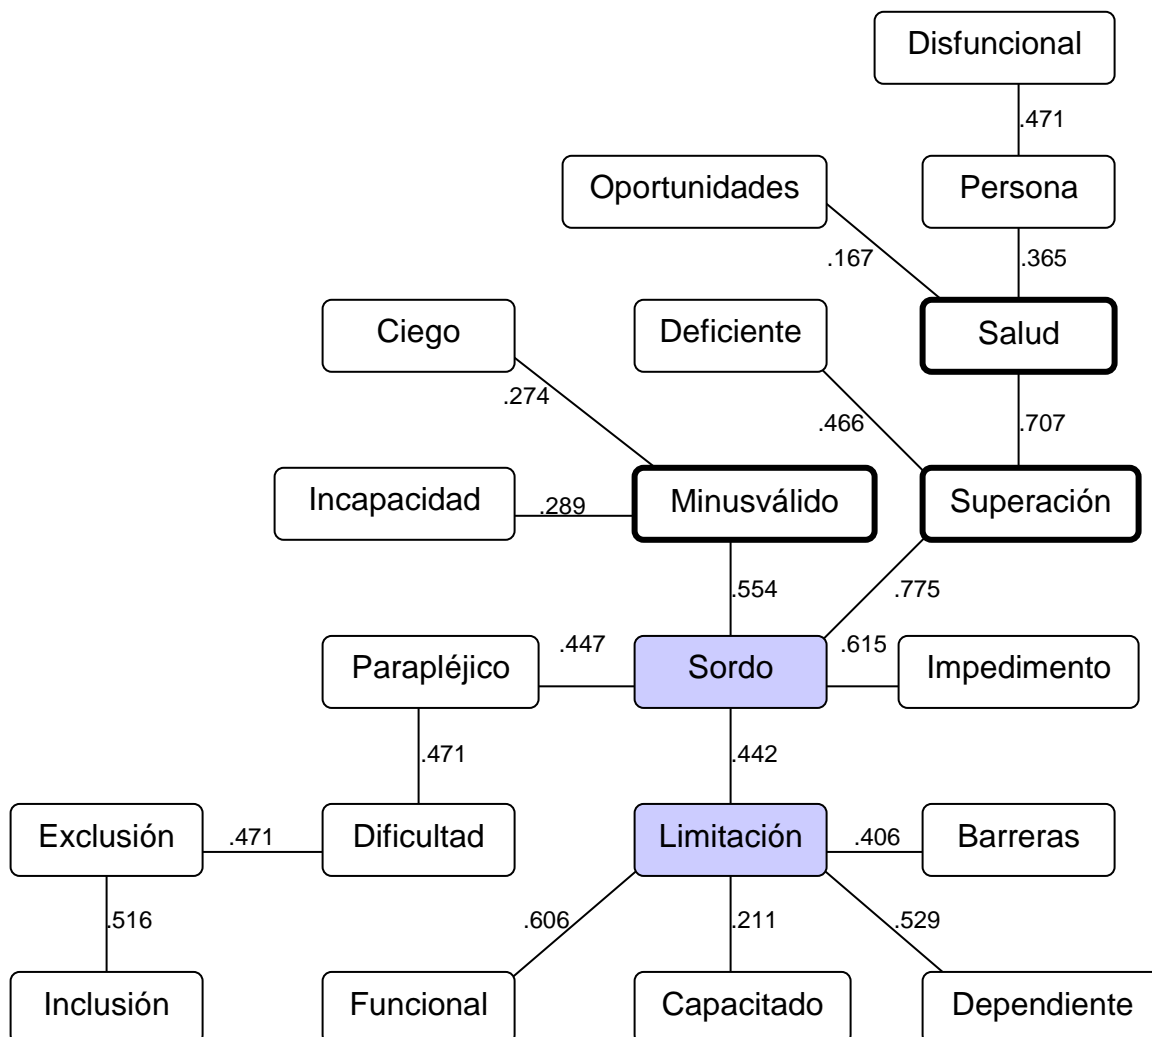 Disfuncional
.471
Oportunidades
Persona
.167
.365
Ciego
Deficiente
Salud
.274
.466
.707
Incapacidad
.289
Minusválido
Superación
.554
.775
Parapléjico
.447
Sordo
.615
Impedimento
.471
.442
Exclusión
.471
Dificultad
Limitación
.406
Barreras
.516
.606
.211
.529
Inclusión
Funcional
Capacitado
Dependiente